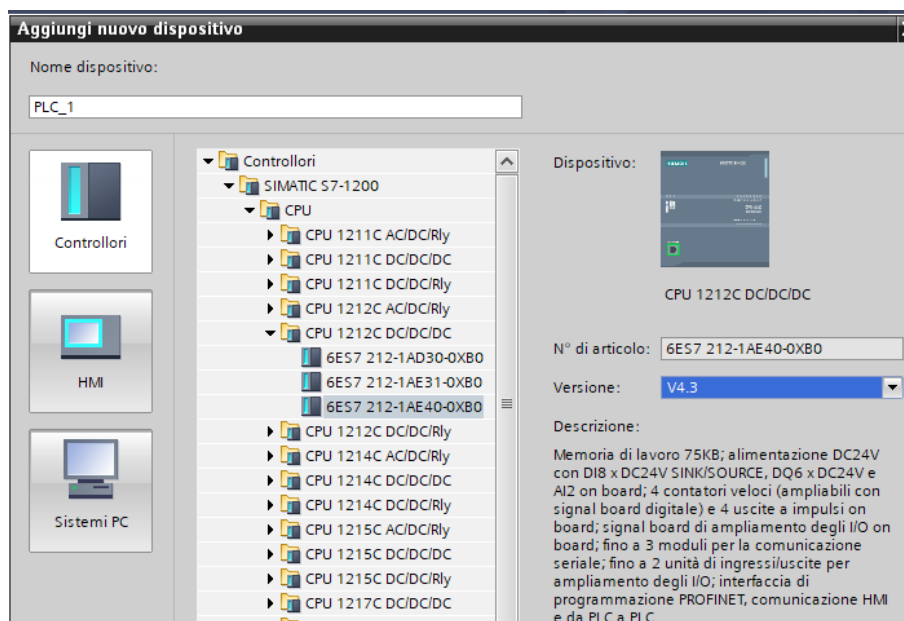 Aggiungi nuovo dispositivo
Nome dispositivo:
PLC_1
Controllori
HMI
Sistemi PC
Controllori
SIMATIC S7-1200
CPU
CPU 1211C AC/DC/Rly
CPU 1211C DC/DC/DC
CPU 1211C DC/DC/Rly
CPU 1212C AC/DC/Rly
CPU 1212C DC/DC/DC
6ES7 212-1AD30-0XB0
6ES7 212-1AE31-0XB0
6ES7 212-1AE40-0XB0
CPU 1212C DC/DC/Rly
CPU 1214C AC/DC/Rly
CPU 1214C DC/DC/DC
CPU 1214C DC/DC/Rly
CPU 1215C AC/DC/Rly
CPU 1215C DC/DC/DC
CPU 1215C DC/DC/Rly
CPU 1217C DC/DC/DC
Dispositivo:
SIEMENS
CPU 1212C DC/DC/DC
N° di articolo:
6ES7 212-1AE40-0XB0
Versione:
V4.3
Descrizione:
Memoria di lavoro 75KB; alimentazione DC24V
con DI8 x DC24V SINK/SOURCE, DQ6 x DC24V e
AI2 on board; 4 contatori veloci (ampliabili con
signal board digitale) e 4 uscite a impulsi on
board; signal board di ampliamento degli I/O on
board; fino a 3 moduli per la comunicazione
seriale; fino a 2 unità di ingressi/uscite per
ampliamento degli I/O; interfaccia di
programmazione PROFINET, comunicazione HMI
e da PLC a PLC